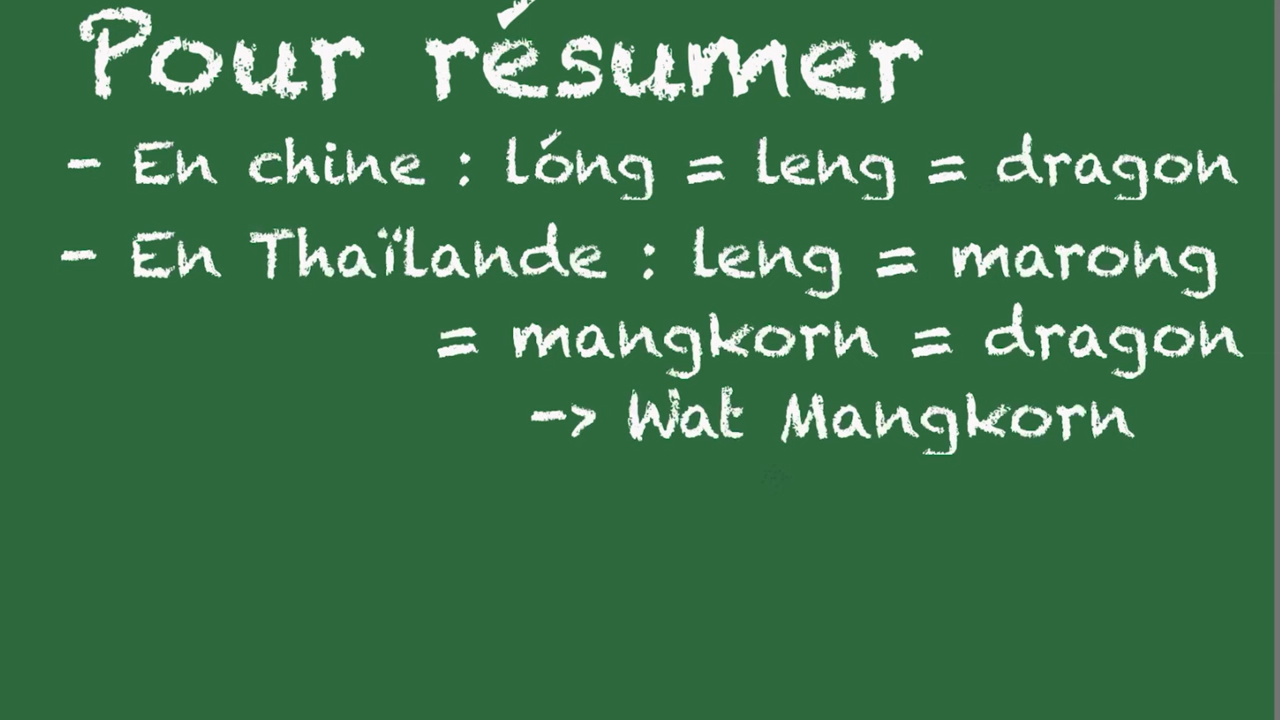 Pour résumer
- En chine : lóng = leng = dragon
- En Thaïlande : leng = marong
= mangkorn = dragon
-> Wat Mangkorn